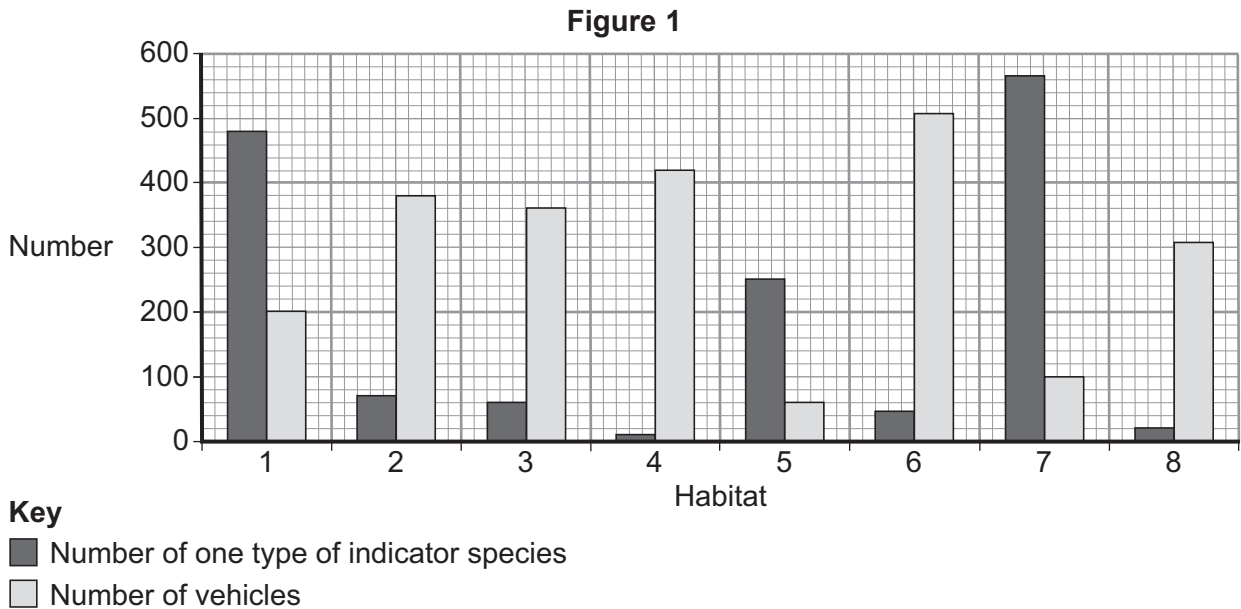 Figure 1
600
500
400
300
200
100
0
Number
1 2 3 4 5 6 7 8
Habitat
Key
Number of one type of indicator species
Number of vehicles